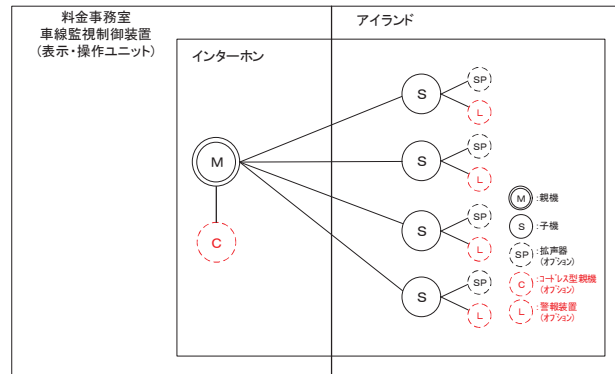 料金事務室
車線監視制御装置
(表示・操作ユニット)
アイランド
インターホン
M
C
S
SP
L
S
SP
L
S
SP
L
S
SP
L
M :親機
S :子機
SP :拡声器
(オプション)
C :コードレス型親機
(オプション)
L :警報装置
(オプション)